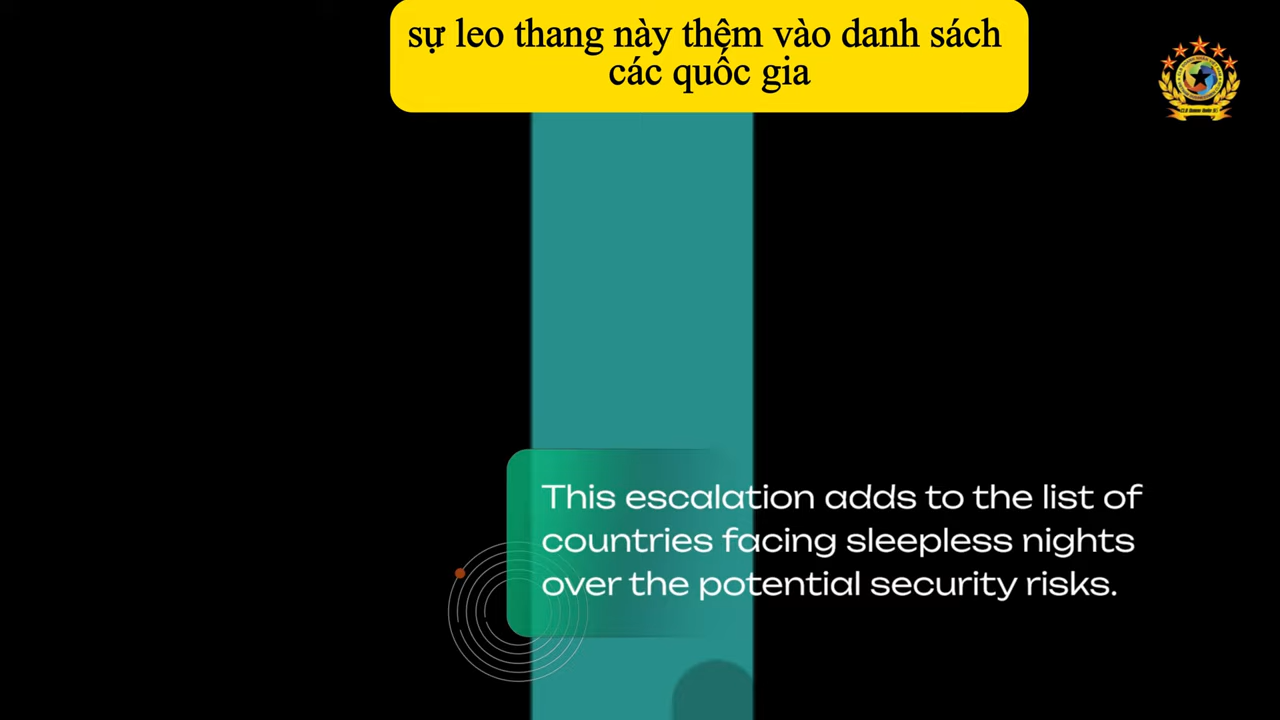 sự leo thang này thêm vào danh sách
các quốc gia
This escalation adds to the list of
countries facing sleepless nights
over the potential security risks.